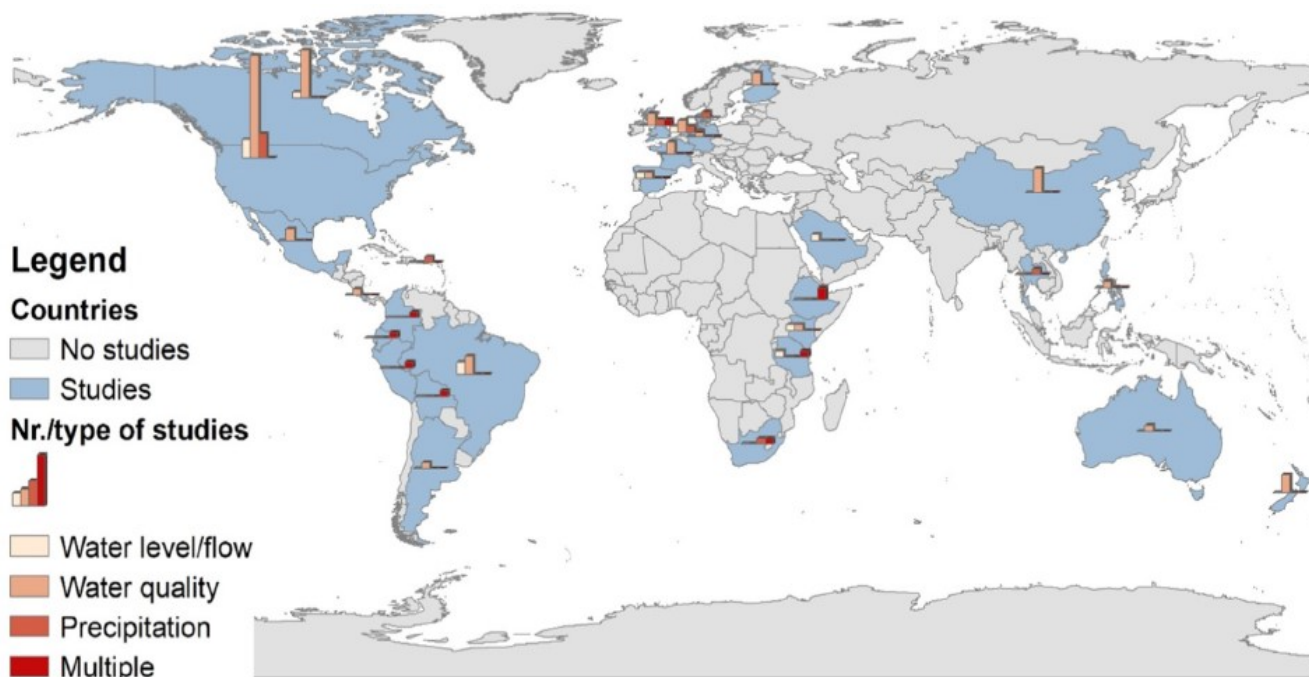 Legend
Countries
No studies
Studies
Nr./type of studies
Water level/flow
Water quality
Precipitation
Multiple